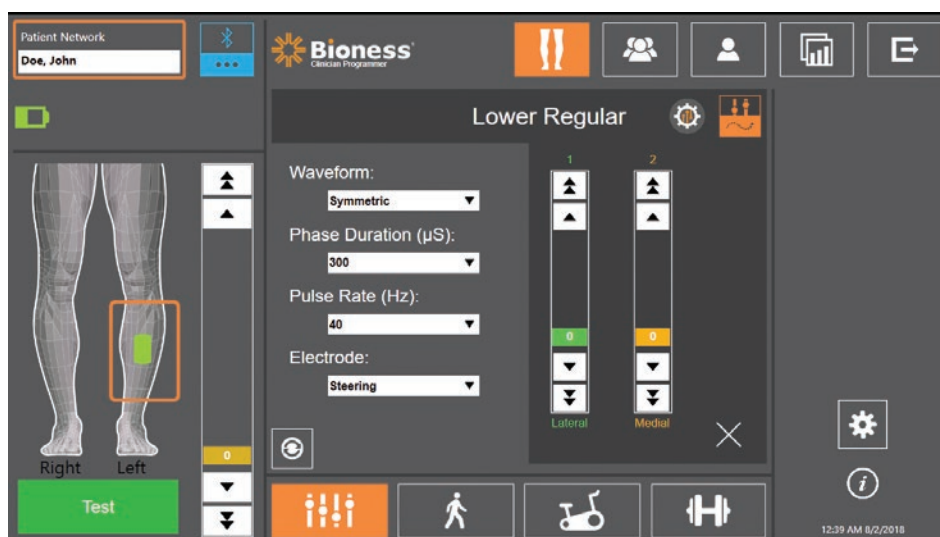 Patient Network
Doe, John
Bioness
Clinician Programmer
Lower Regular
Waveform:
Symmetric
Phase Duration (µS):
300
Pulse Rate (Hz):
40
Electrode:
Steering
1
2
0
0
Lateral
Medial
Right
Left
0
Test
12:39 AM 8/2/2018